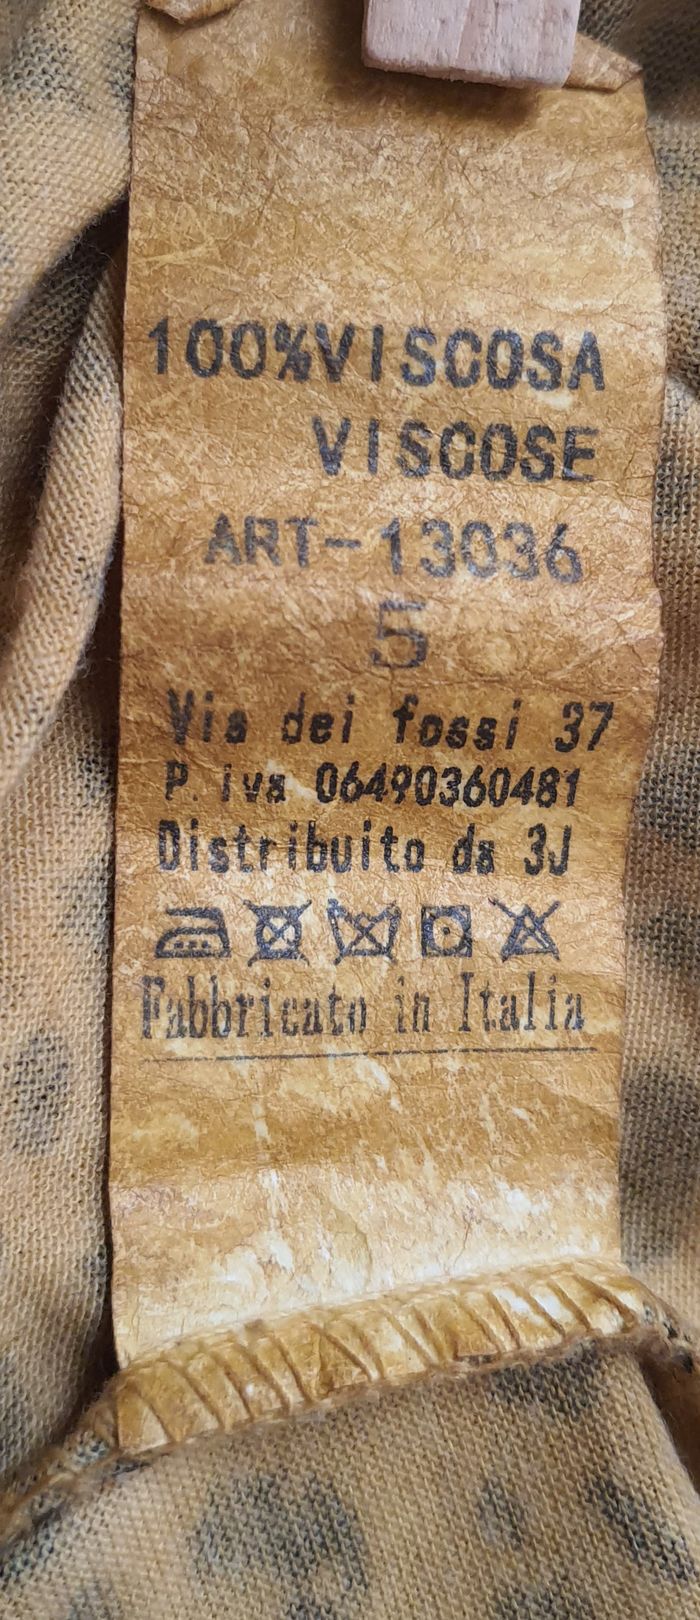 100%VISCOSA
VISCOSE
ART-13036
5
Via dei fossi 37
P. iva 06490360481
Distribuito da 3J
Fabbricato in Italia